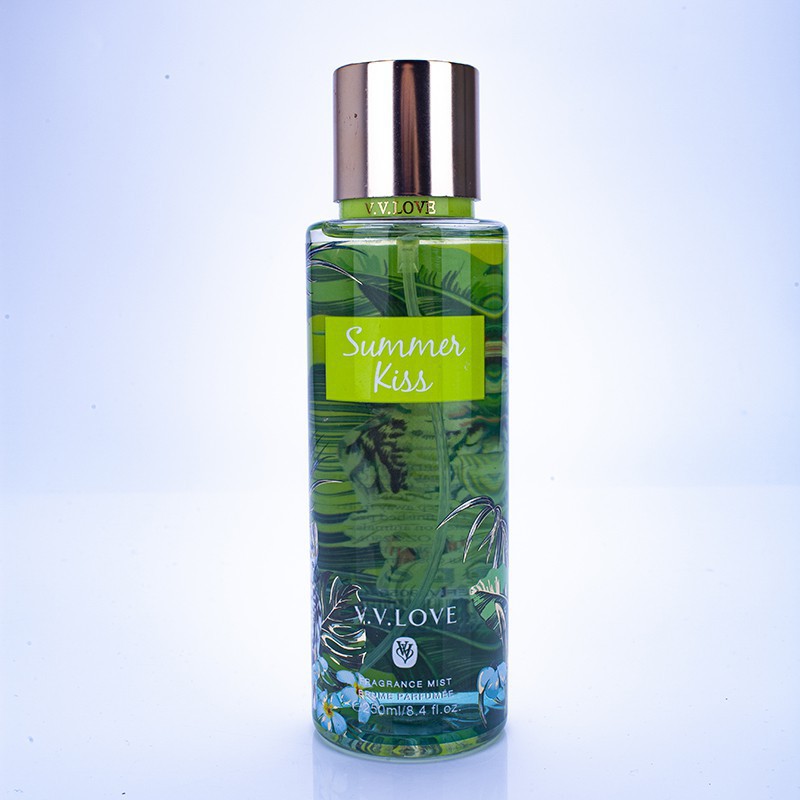 V.V.LOVE
Summer
Kiss
V.V.LOVE
FRAGRANCE MIST
BRUME PARFUMÉE
℮250ml/8.4 fl.oz.